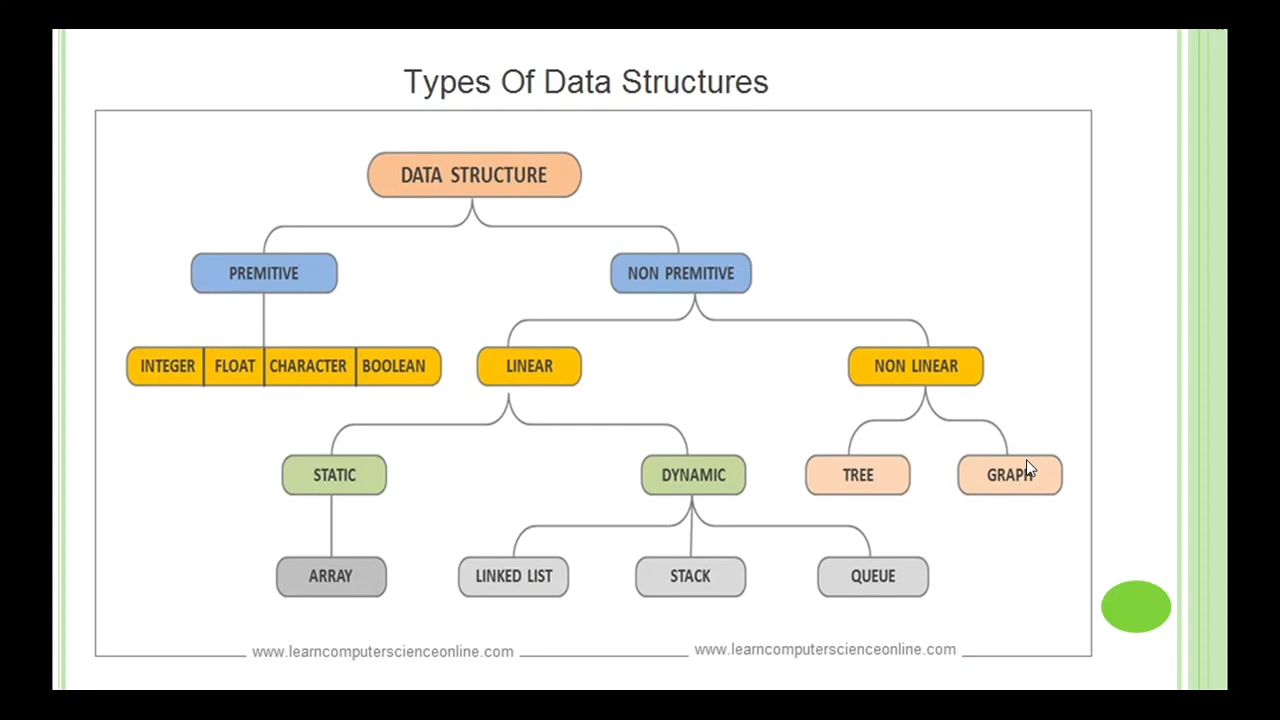 Types Of Data Structures
DATA STRUCTURE
PREMITIVE
NON PREMITIVE
INTEGER FLOAT CHARACTER BOOLEAN
LINEAR
NON LINEAR
STATIC
DYNAMIC
TREE
GRAPH
ARRAY
LINKED LIST
STACK
QUEUE
www.learncomputerscienceonline.com
www.learncomputerscienceonline.com